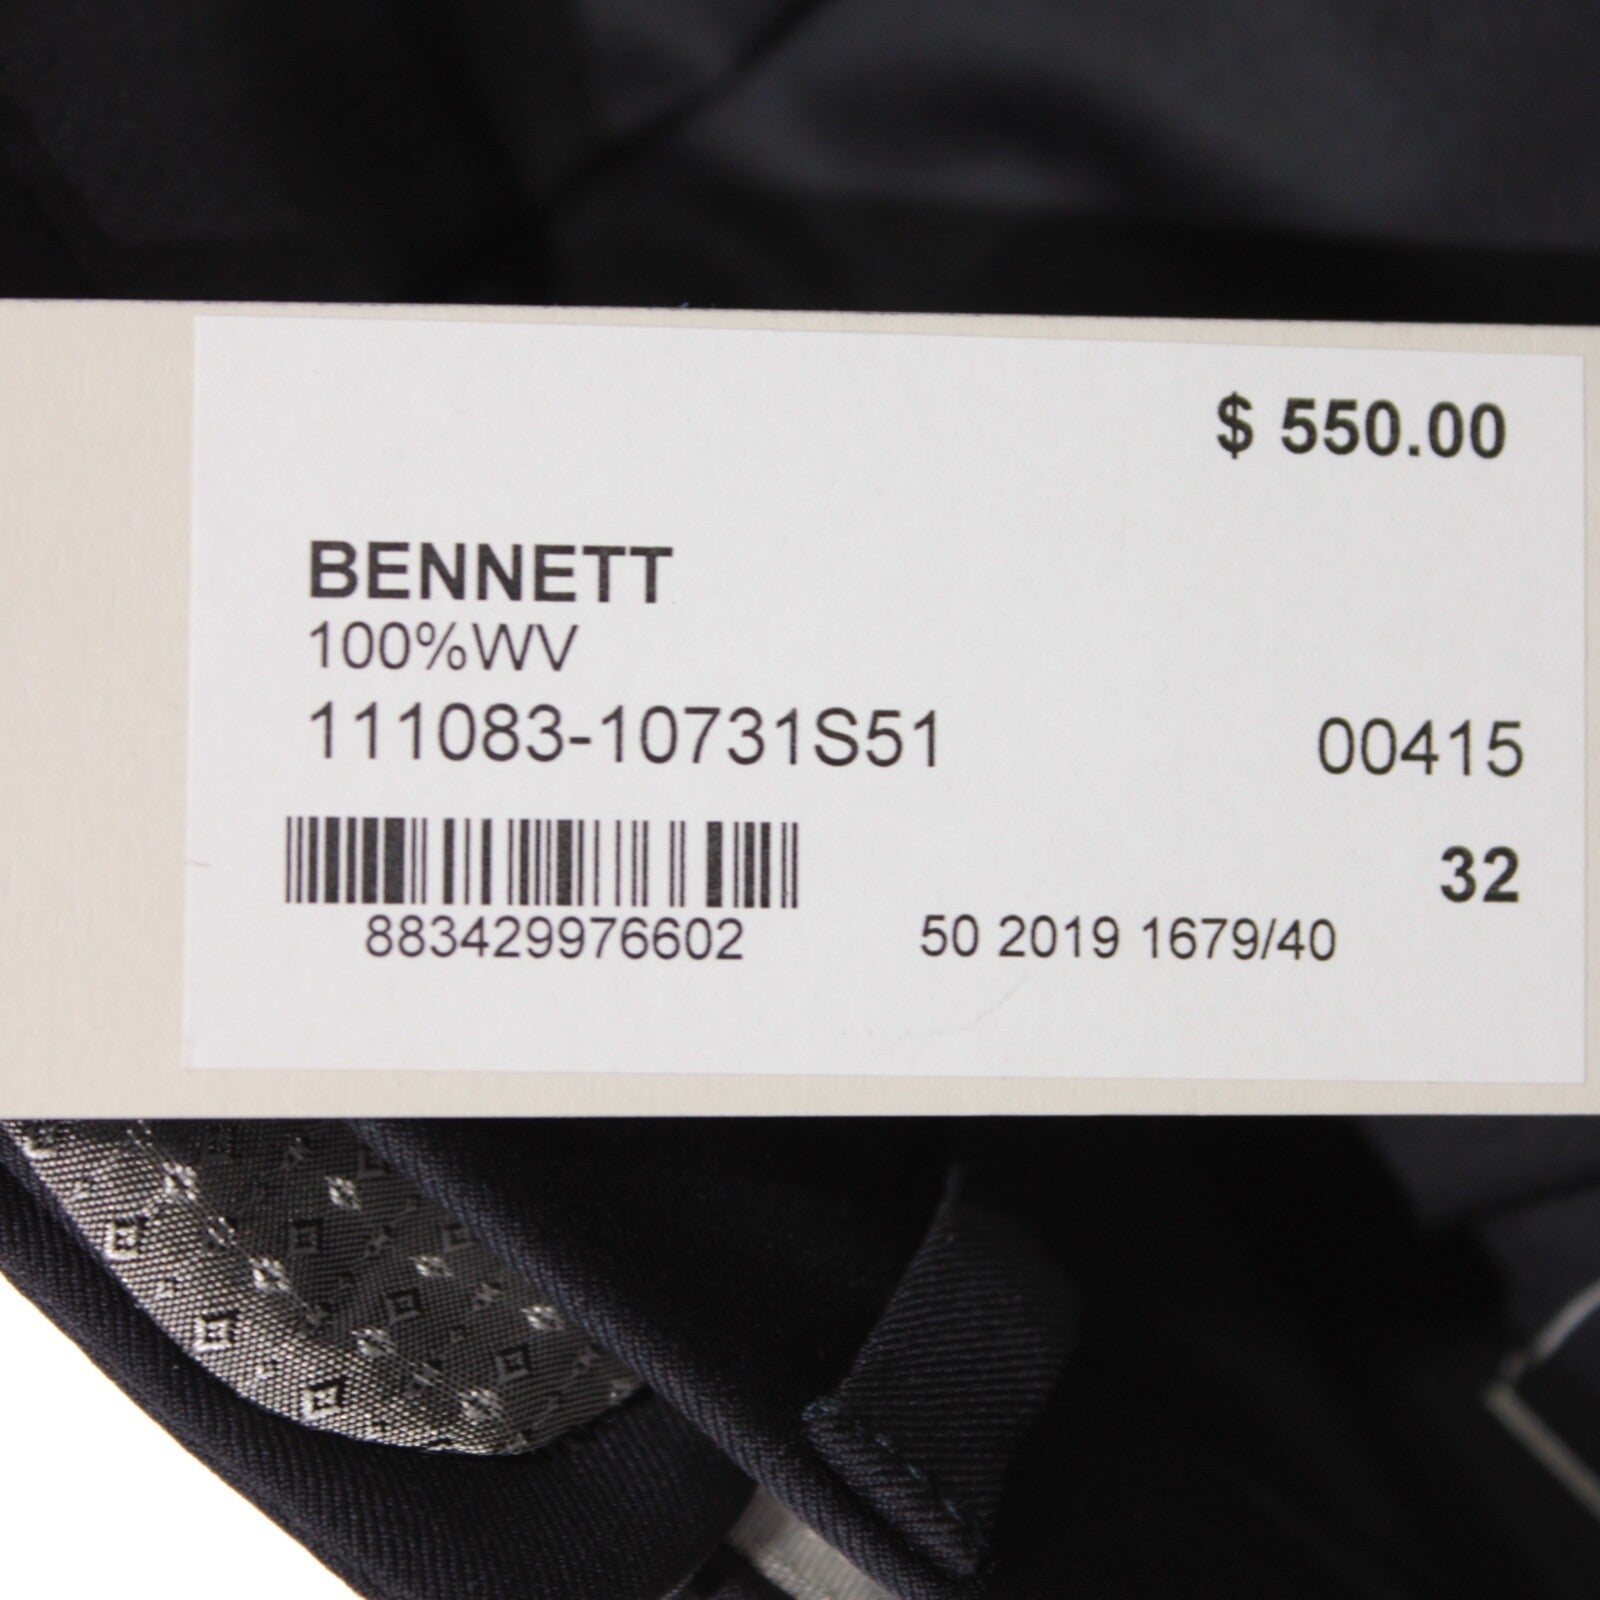 $ 550.00
BENNETT
100%WV
111083-10731S51 00415
32
883429976602 50 2019 1679/40